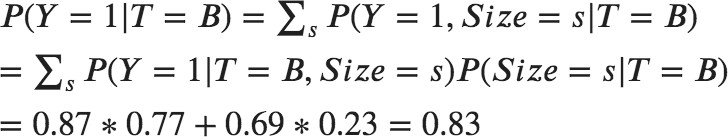 P(Y = 1|T = B) = ∑ₛ P(Y = 1, Size = s|T = B)
= ∑ₛ P(Y = 1|T = B, Size = s)P(Size = s|T = B)
= 0.87 * 0.77 + 0.69 * 0.23 = 0.83